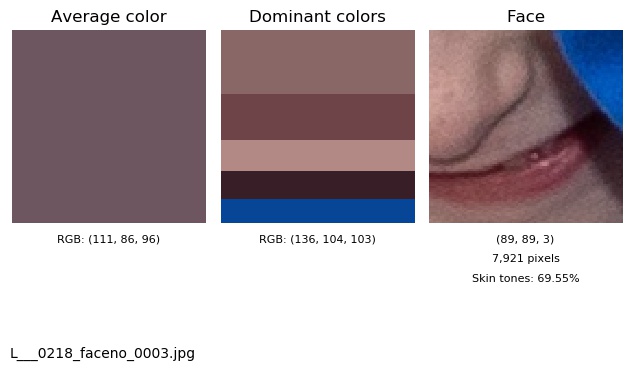 Average color
Dominant colors
Face
RGB: (111, 86, 96)
RGB: (136, 104, 103)
(89, 89, 3)
7,921 pixels
Skin tones: 69.55%
L___0218_faceno_0003.jpg